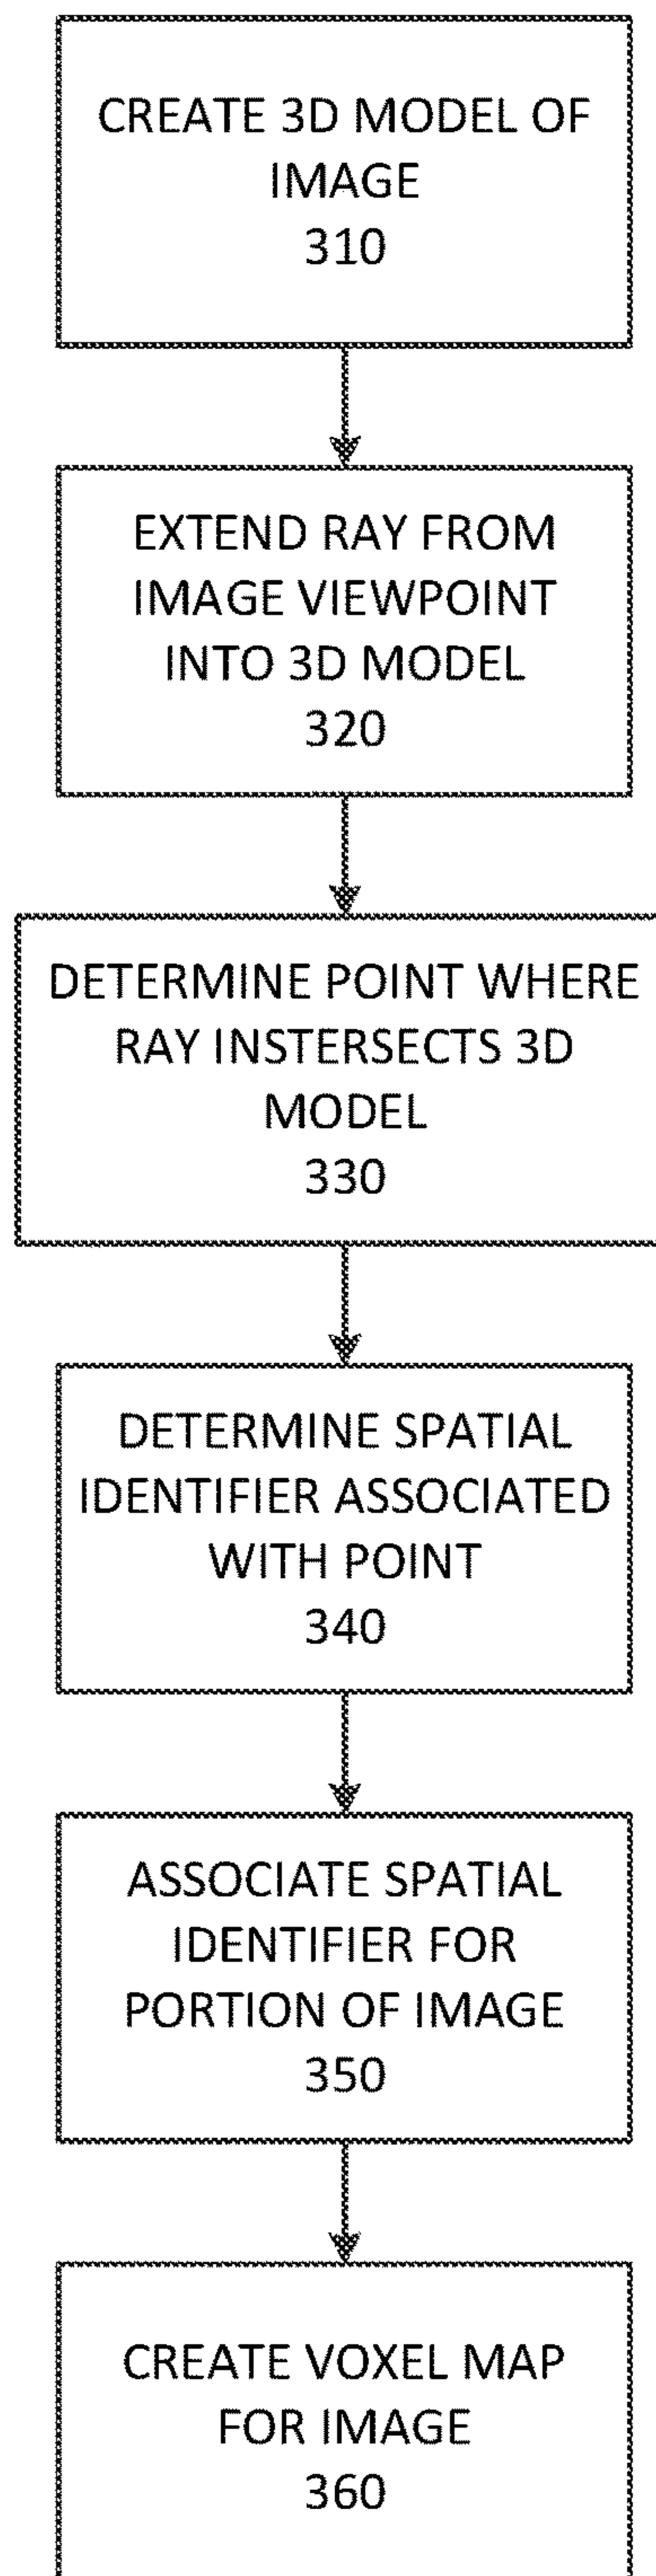 CREATE 3D MODEL OF
IMAGE
310
EXTEND RAY FROM
IMAGE VIEWPOINT
INTO 3D MODEL
320
DETERMINE POINT WHERE
RAY INSTERSECTS 3D
MODEL
330
DETERMINE SPATIAL
IDENTIFIER ASSOCIATED
WITH POINT
340
ASSOCIATE SPATIAL
IDENTIFIER FOR
PORTION OF IMAGE
350
CREATE VOXEL MAP
FOR IMAGE
360